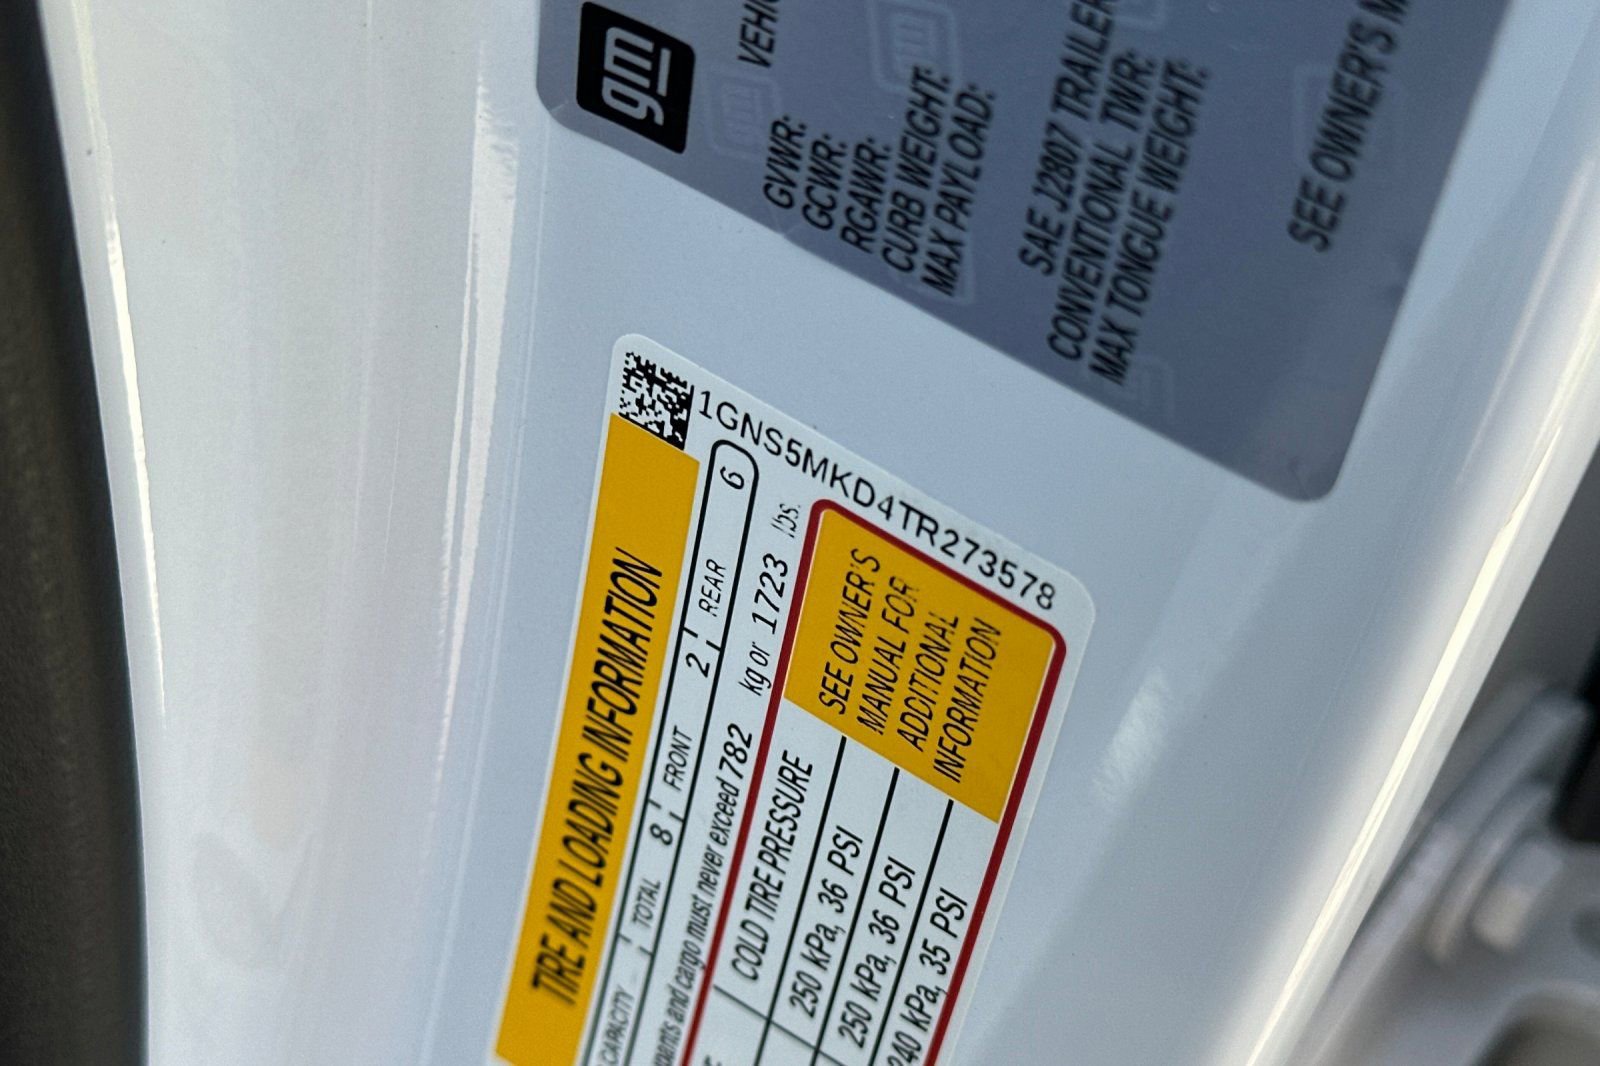 gm
GVWR:
GCWR:
RGAWR:
CURB WEIGHT:
MAX PAYLOAD:
SAE J2807 TRAILER
CONVENTIONAL TWR:
MAX TONGUE WEIGHT:
SEE OWNER'S
1GNS5MKD4TR273578
TIRE AND LOADING INFORMATION
CAPACITY TOTAL 8 FRONT 2 REAR 6
and cargo must never exceed 782 kg or 1723 lbs.
COLD TIRE PRESSURE
250 kPa, 36 PSI
250 kPa, 36 PSI
240 kPa, 35 PSI
SEE OWNER'S
MANUAL FOR
ADDITIONAL
INFORMATION